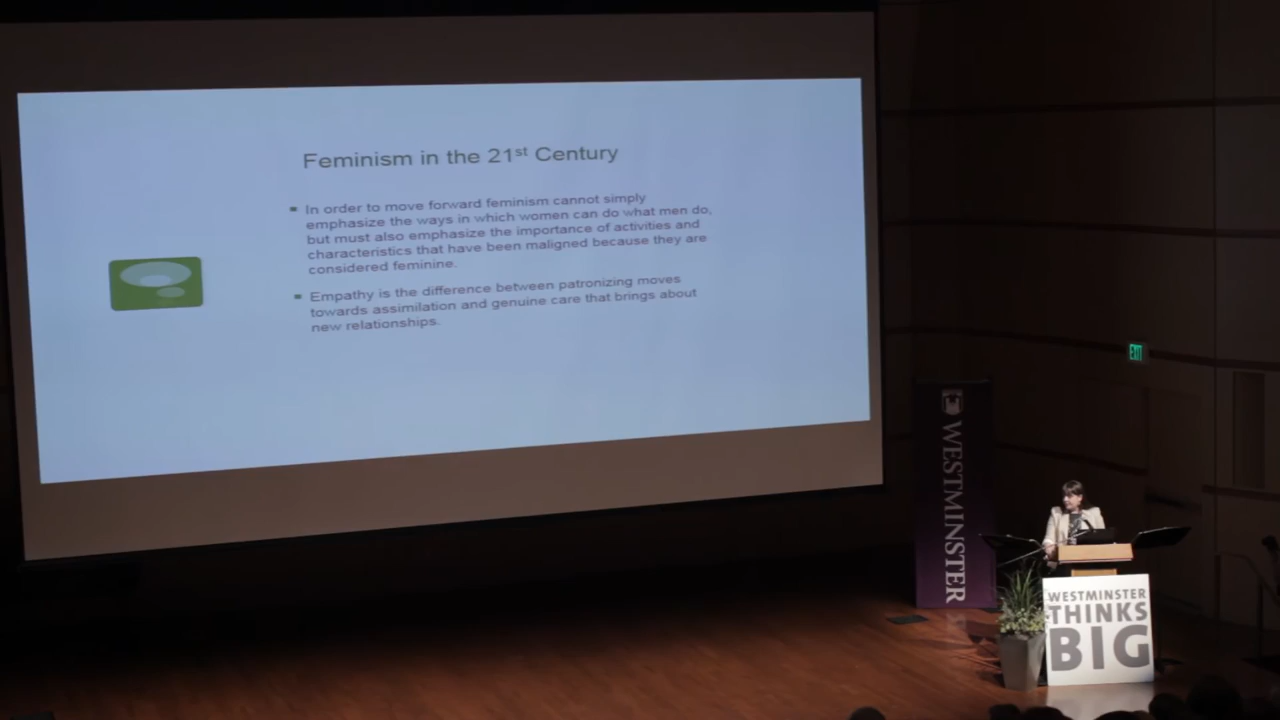 Feminism in the 21st Century
In order to move forward feminism cannot simply
emphasize the ways in which women can do what men do,
but must also emphasize the importance of activities and
characteristics that have been maligned because they are
considered feminine.
Empathy is the difference between patronizing moves
towards assimilation and genuine care that brings about
new relationships.
EXIT
WESTMINSTER
WESTMINSTER
THINKS
BIG